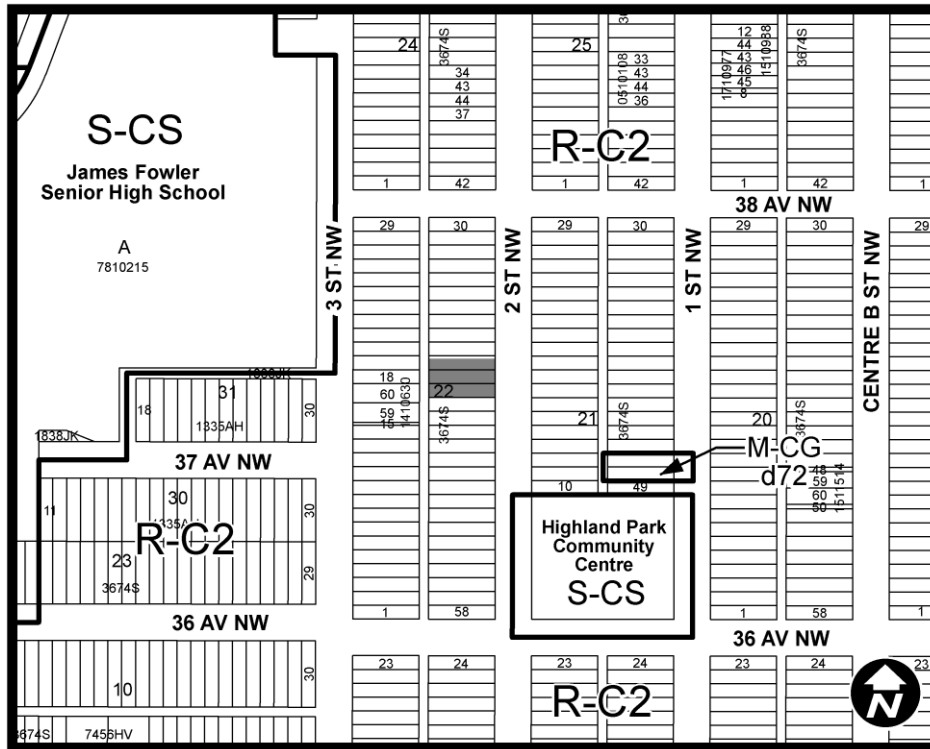 24
3674S
34
43
44
37
1
42
25
0510108
33
43
44
36
1
42
12
44
43
46
45
8
1710977
1510988
3674S
1
42
1
S-CS
James Fowler
Senior High School
A
7810215
R-C2
38 AV NW
3 ST NW
2 ST NW
1 ST NW
CENTRE B ST NW
29
30
29
30
29
30
29
18
60
59
15
1410630
22
3674S
21
3674S
20
3674S
10
49
M-CG
d72
48
59
60
50
1511514
31
18
1335AH
30
1838JK
37 AV NW
11
30
30
R-C2
23
3674S
29
36 AV NW
1
58
Highland Park
Community
Centre
S-CS
1
58
1
36 AV NW
10
30
3674S
7456HV
23
24
23
24
23
24
23
R-C2
N